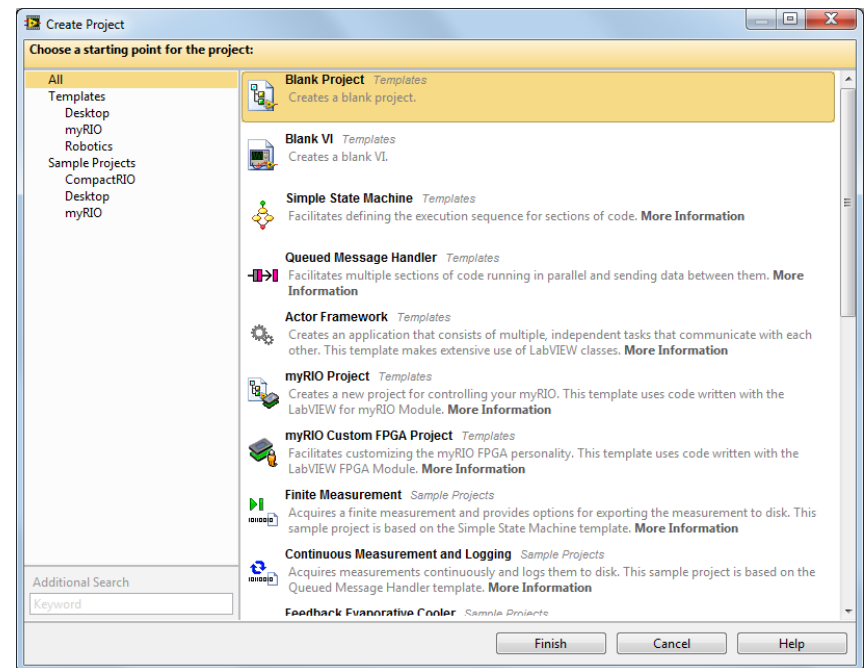 Create Project
Choose a starting point for the project:
All
Templates
Desktop
myRIO
Robotics
Sample Projects
CompactRIO
Desktop
myRIO
Additional Search
Keyword
Blank Project Templates
Creates a blank project.
Blank VI Templates
Creates a blank VI.
Simple State Machine Templates
Facilitates defining the execution sequence for sections of code. More Information
Queued Message Handler Templates
Facilitates multiple sections of code running in parallel and sending data between them. More
Information
Actor Framework Templates
Creates an application that consists of multiple, independent tasks that communicate with each
other. This template makes extensive use of LabVIEW classes. More Information
myRIO Project Templates
Creates a new project for controlling your myRIO. This template uses code written with the
LabVIEW for myRIO Module. More Information
myRIO Custom FPGA Project Templates
Facilitates customizing the myRIO FPGA personality. This template uses code written with the
LabVIEW FPGA Module. More Information
Finite Measurement Sample Projects
Acquires a finite measurement and provides options for exporting the measurement to disk. This
sample project is based on the Simple State Machine template. More Information
Continuous Measurement and Logging Sample Projects
Acquires measurements continuously and logs them to disk. This sample project is based on the
Queued Message Handler template. More Information
Feedback Evaporative Cooler Sample Projects
Finish
Cancel
Help